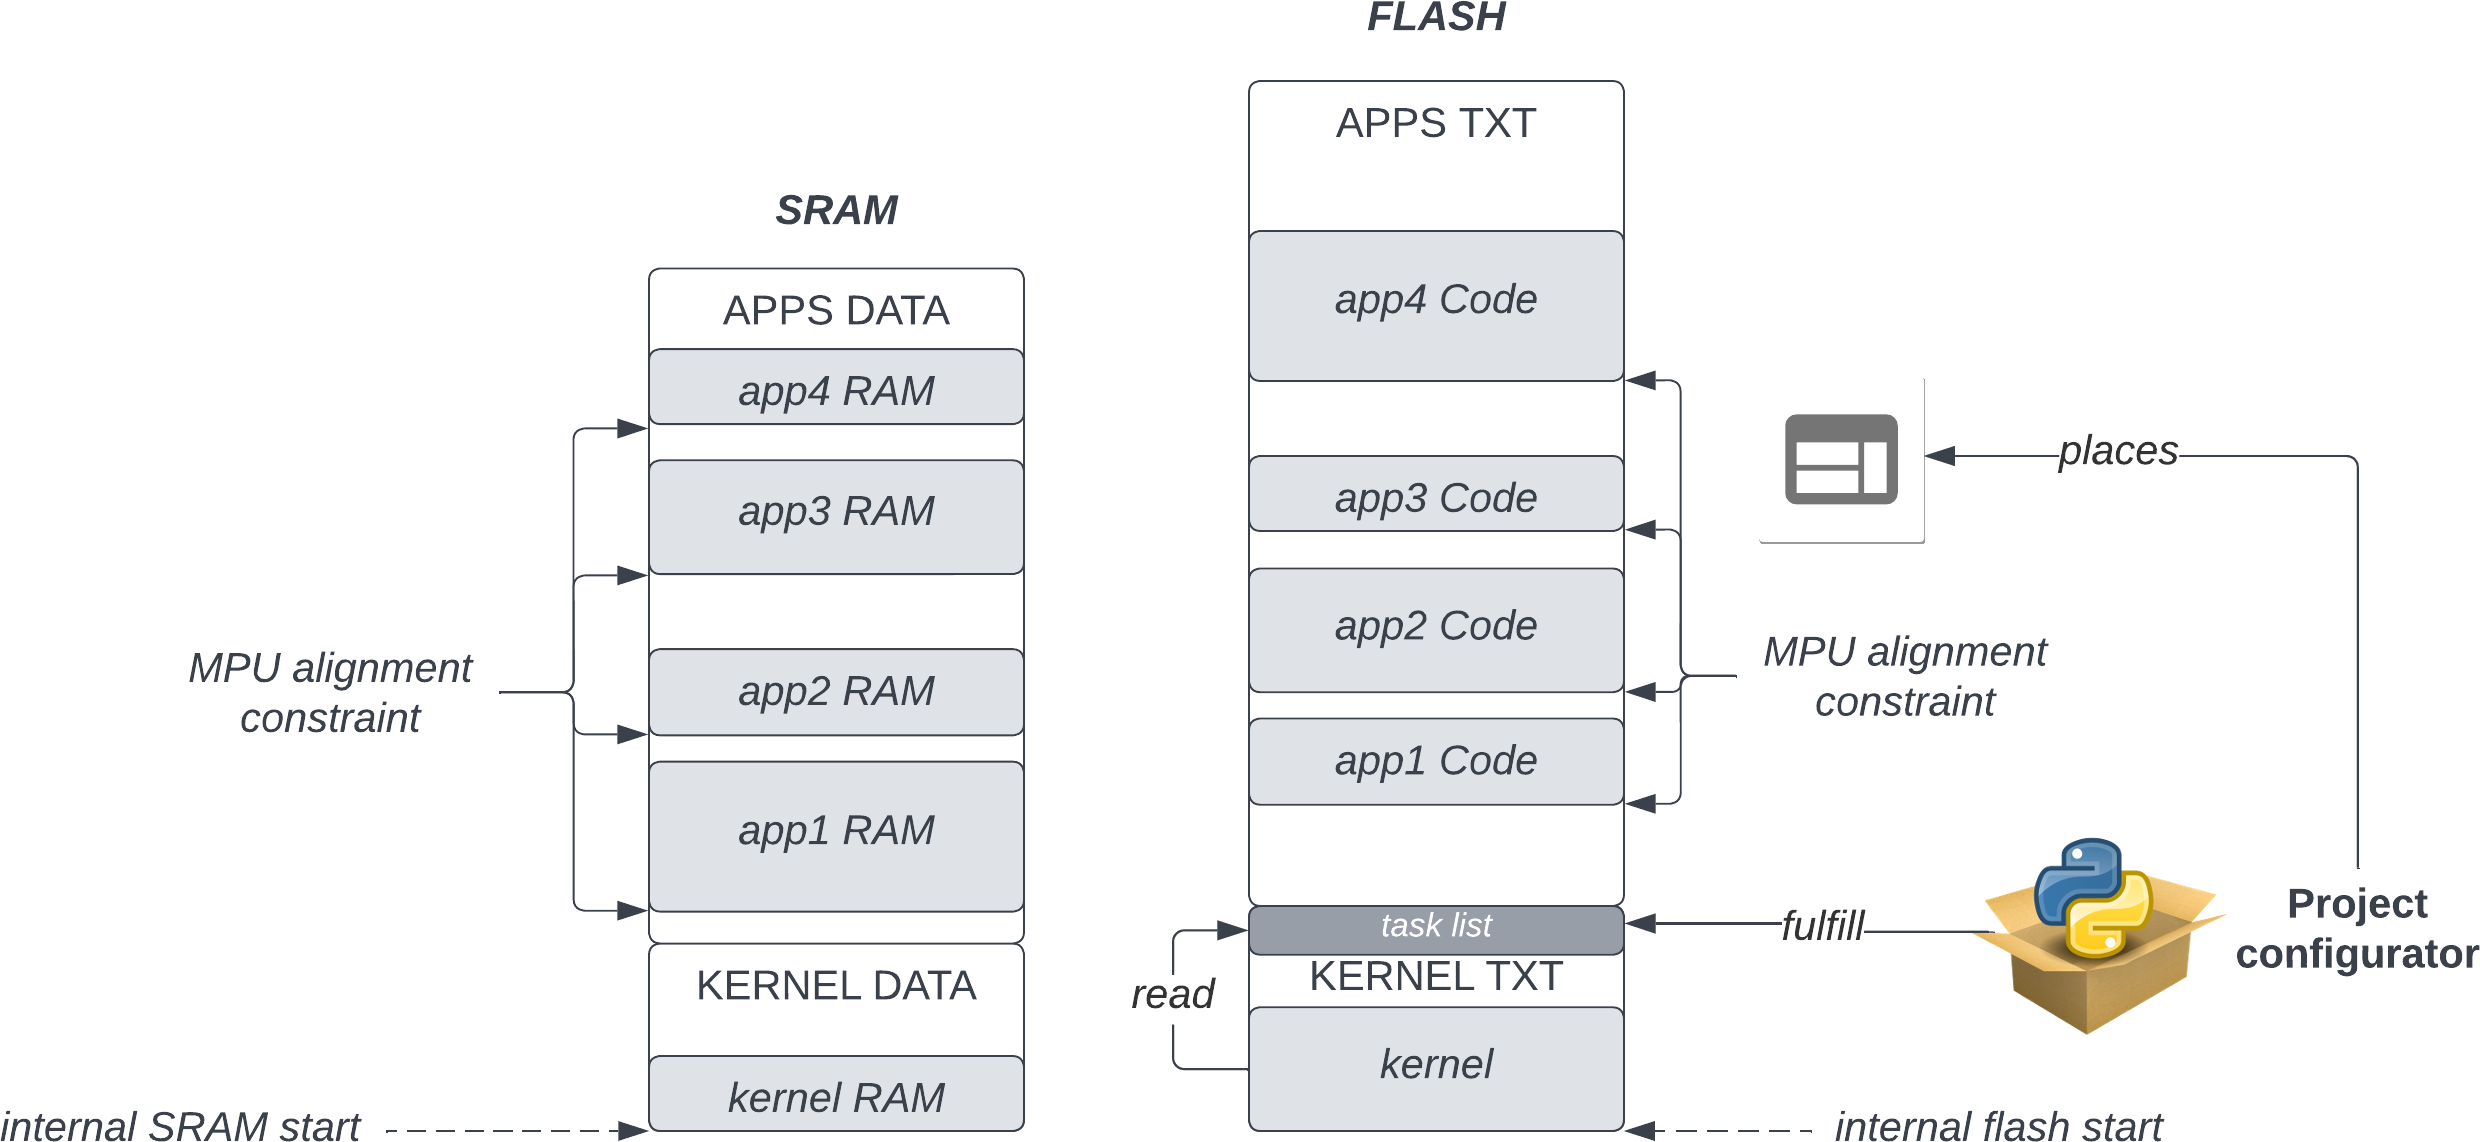 FLASH
APPS TXT
SRAM
app4 Code
APPS DATA
app4 RAM
places
app3 Code
app3 RAM
app2 Code
MPU alignment
constraint
MPU alignment
constraint
app2 RAM
app1 Code
app1 RAM
task list
fulfill
Project
configurator
KERNEL TXT
KERNEL DATA
read
kernel
kernel RAM
internal SRAM start
internal flash start